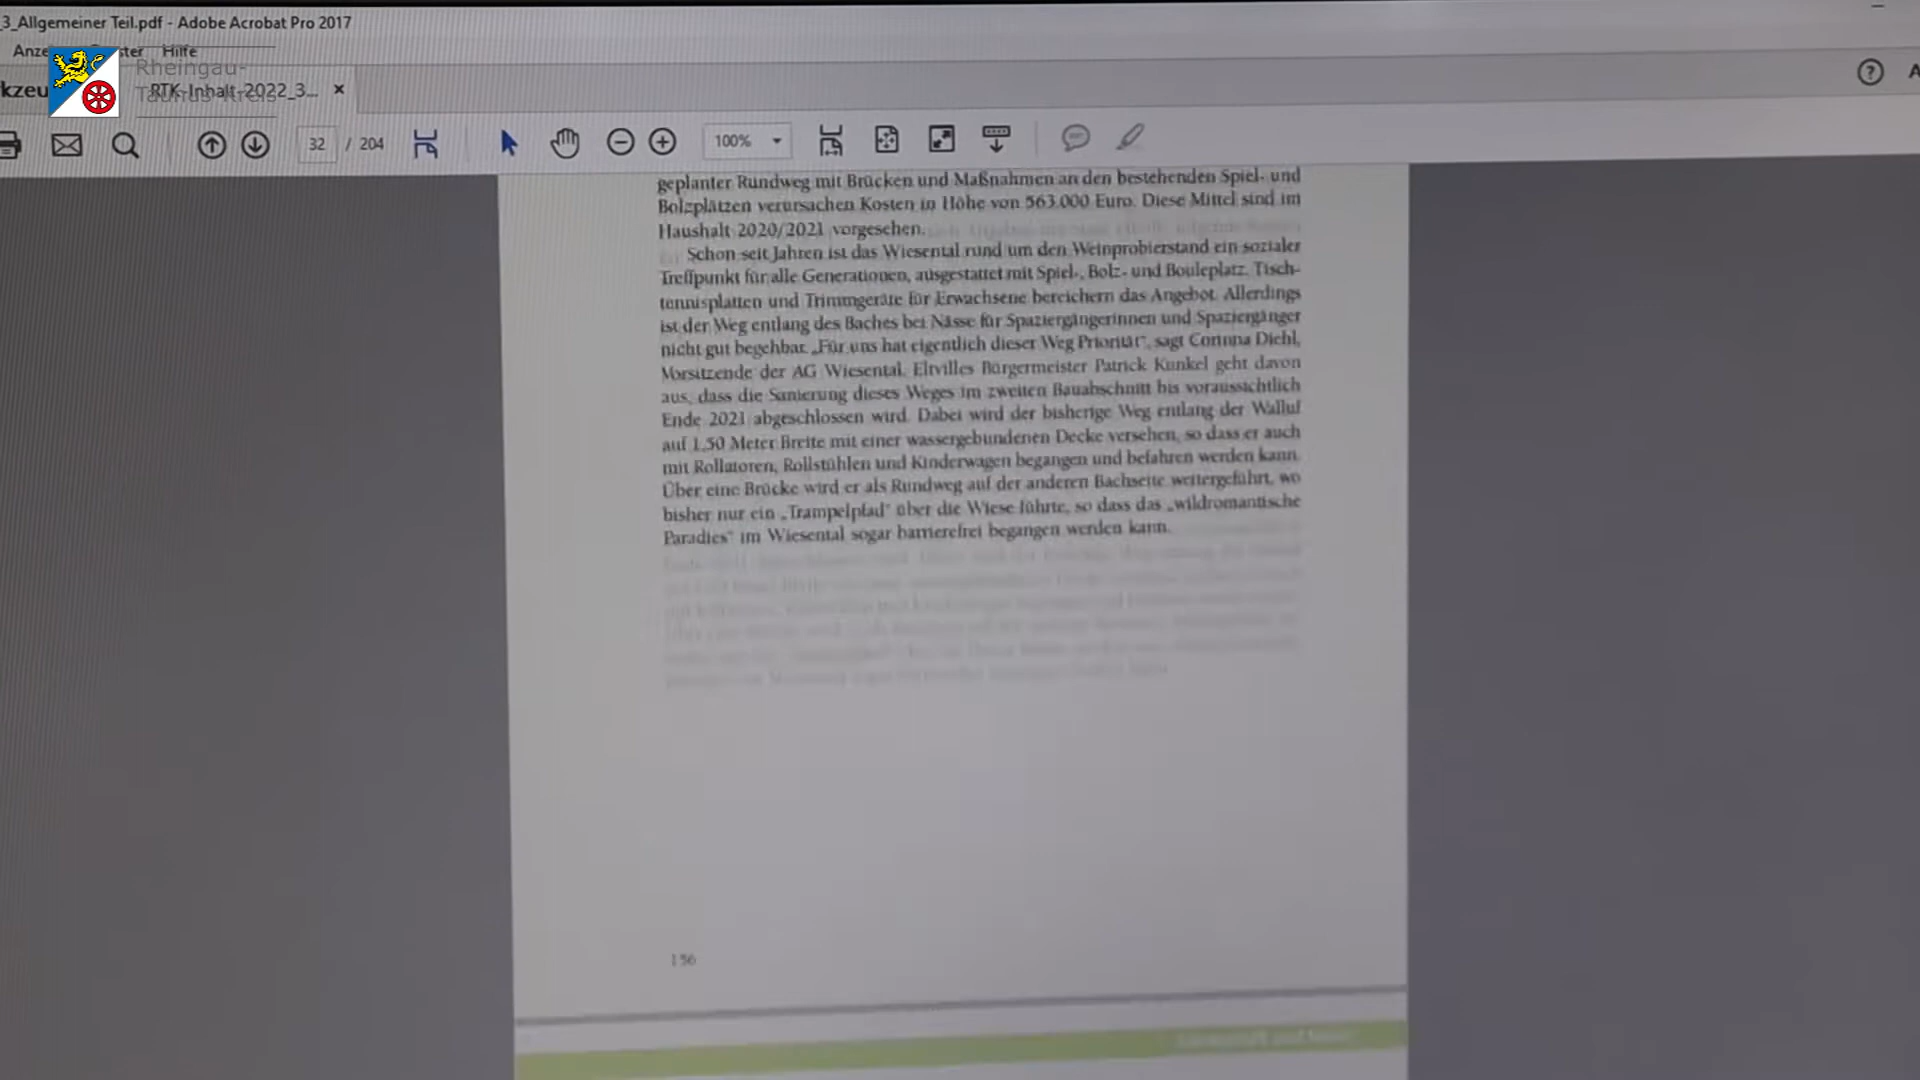 _3_Allgemeiner Teil.pdf - Adobe Acrobat Pro 2017
Hilfe
Rheingau-
Taunus-Kreis
RTK-Inhalt-2022_3... ×
32 / 204
100%
geplanter Rundweg mit Brücken und Maßnahmen an den bestehenden Spiel- und
Bolzplätzen verursachen Kosten in Höhe von 563.000 Euro. Diese Mittel sind im
Haushalt 2020/2021 vorgesehen.
Schon seit Jahren ist das Wiesental rund um den Weinprobierstand ein sozialer
Treffpunkt für alle Generationen, ausgestattet mit Spiel-, Bolz- und Bouleplatz. Tisch-
tennisplatten und Trimmgeräte für Erwachsene bereichern das Angebot. Allerdings
ist der Weg entlang des Baches bei Nässe für Spaziergängerinnen und Spaziergänger
nicht gut begehbar. „Für uns hat eigentlich dieser Weg Priorität“, sagt Corinna Diehl,
Vorsitzende der AG Wiesental. Eltvilles Bürgermeister Patrick Kunkel geht davon
aus, dass die Sanierung dieses Weges im zweiten Bauabschnitt bis voraussichtlich
Ende 2021 abgeschlossen wird. Dabei wird der bisherige Weg entlang der Walluf
auf 1,50 Meter Breite mit einer wassergebundenen Decke versehen, so dass er auch
mit Rollatoren, Rollstühlen und Kinderwagen begangen und befahren werden kann.
Über eine Brücke wird er als Rundweg auf der anderen Bachseite weitergeführt, wo
bisher nur ein „Trampelpfad“ über die Wiese führte, so dass das „wildromantische
Paradies“ im Wiesental sogar barrierefrei begangen werden kann.
156